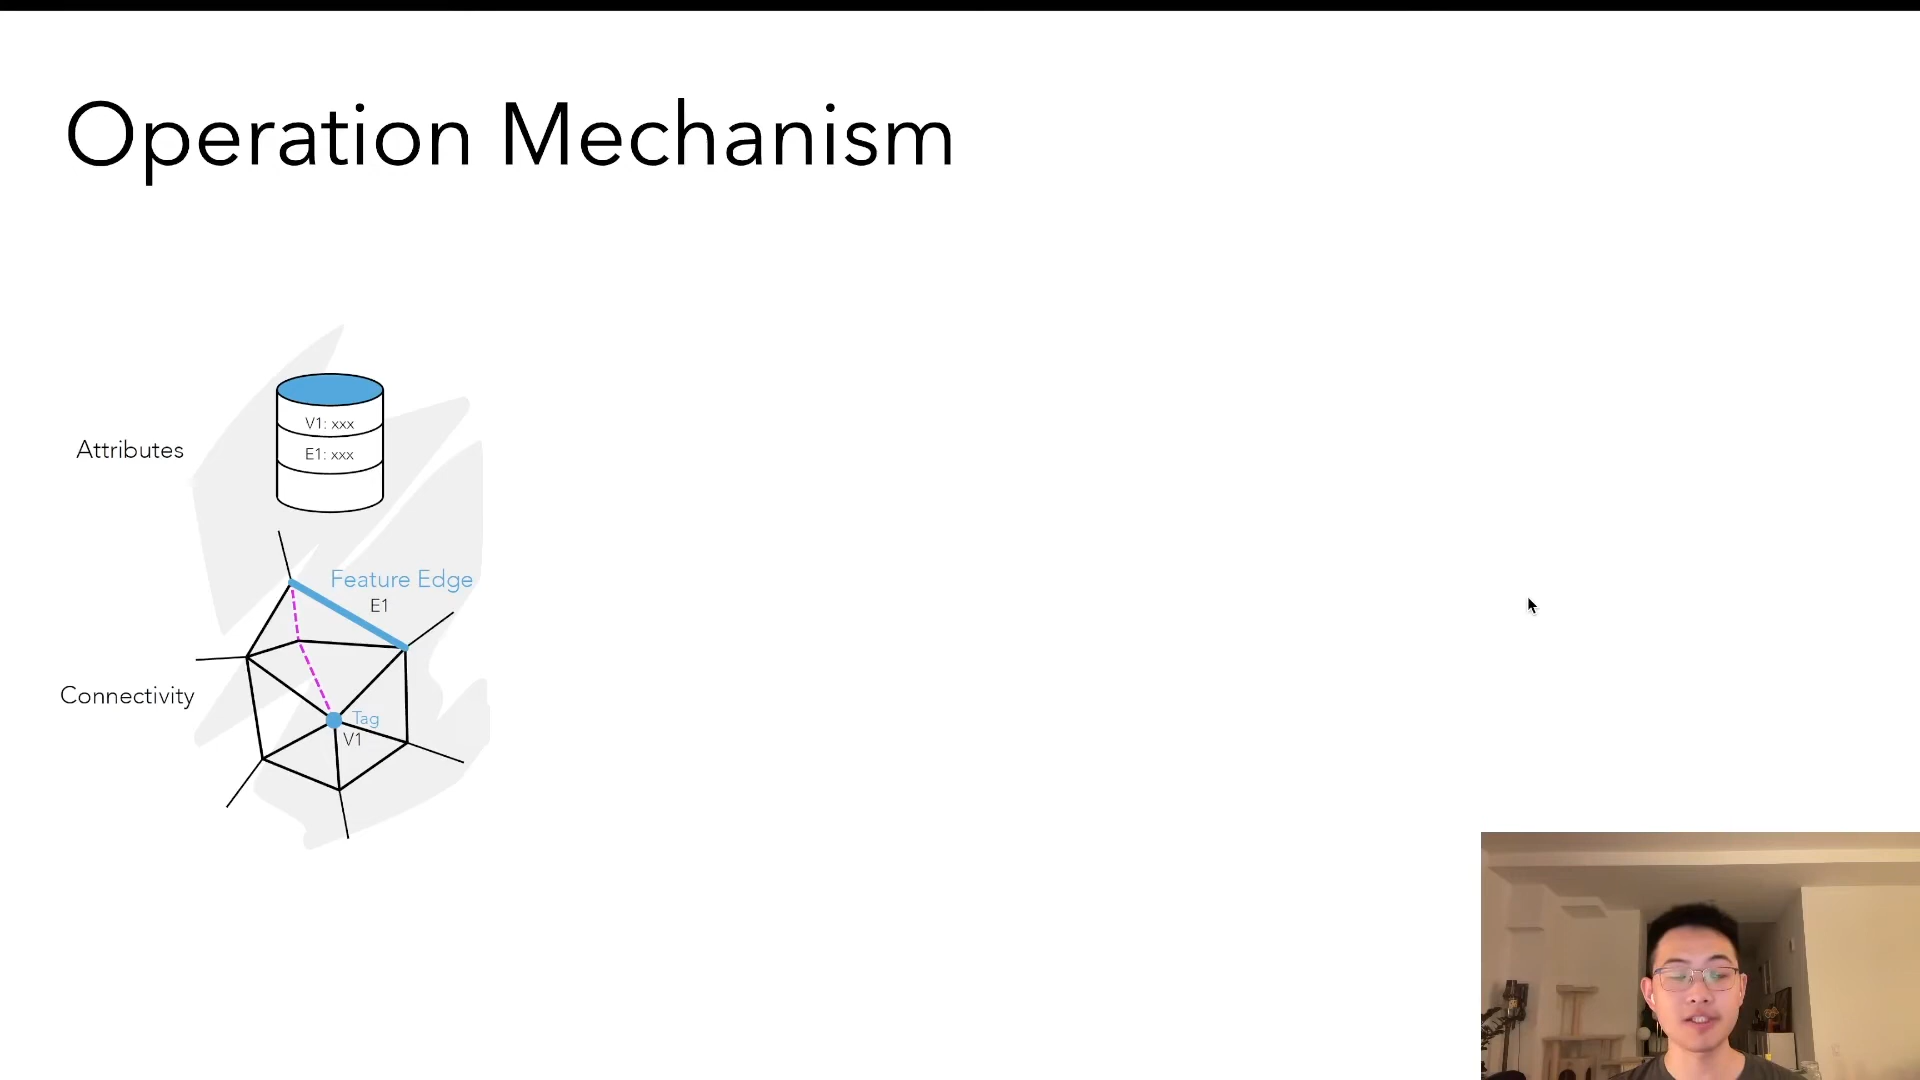 Operation Mechanism
Attributes
V1: xxx
E1: xxx
Feature Edge
E1
Connectivity
Tag
V1